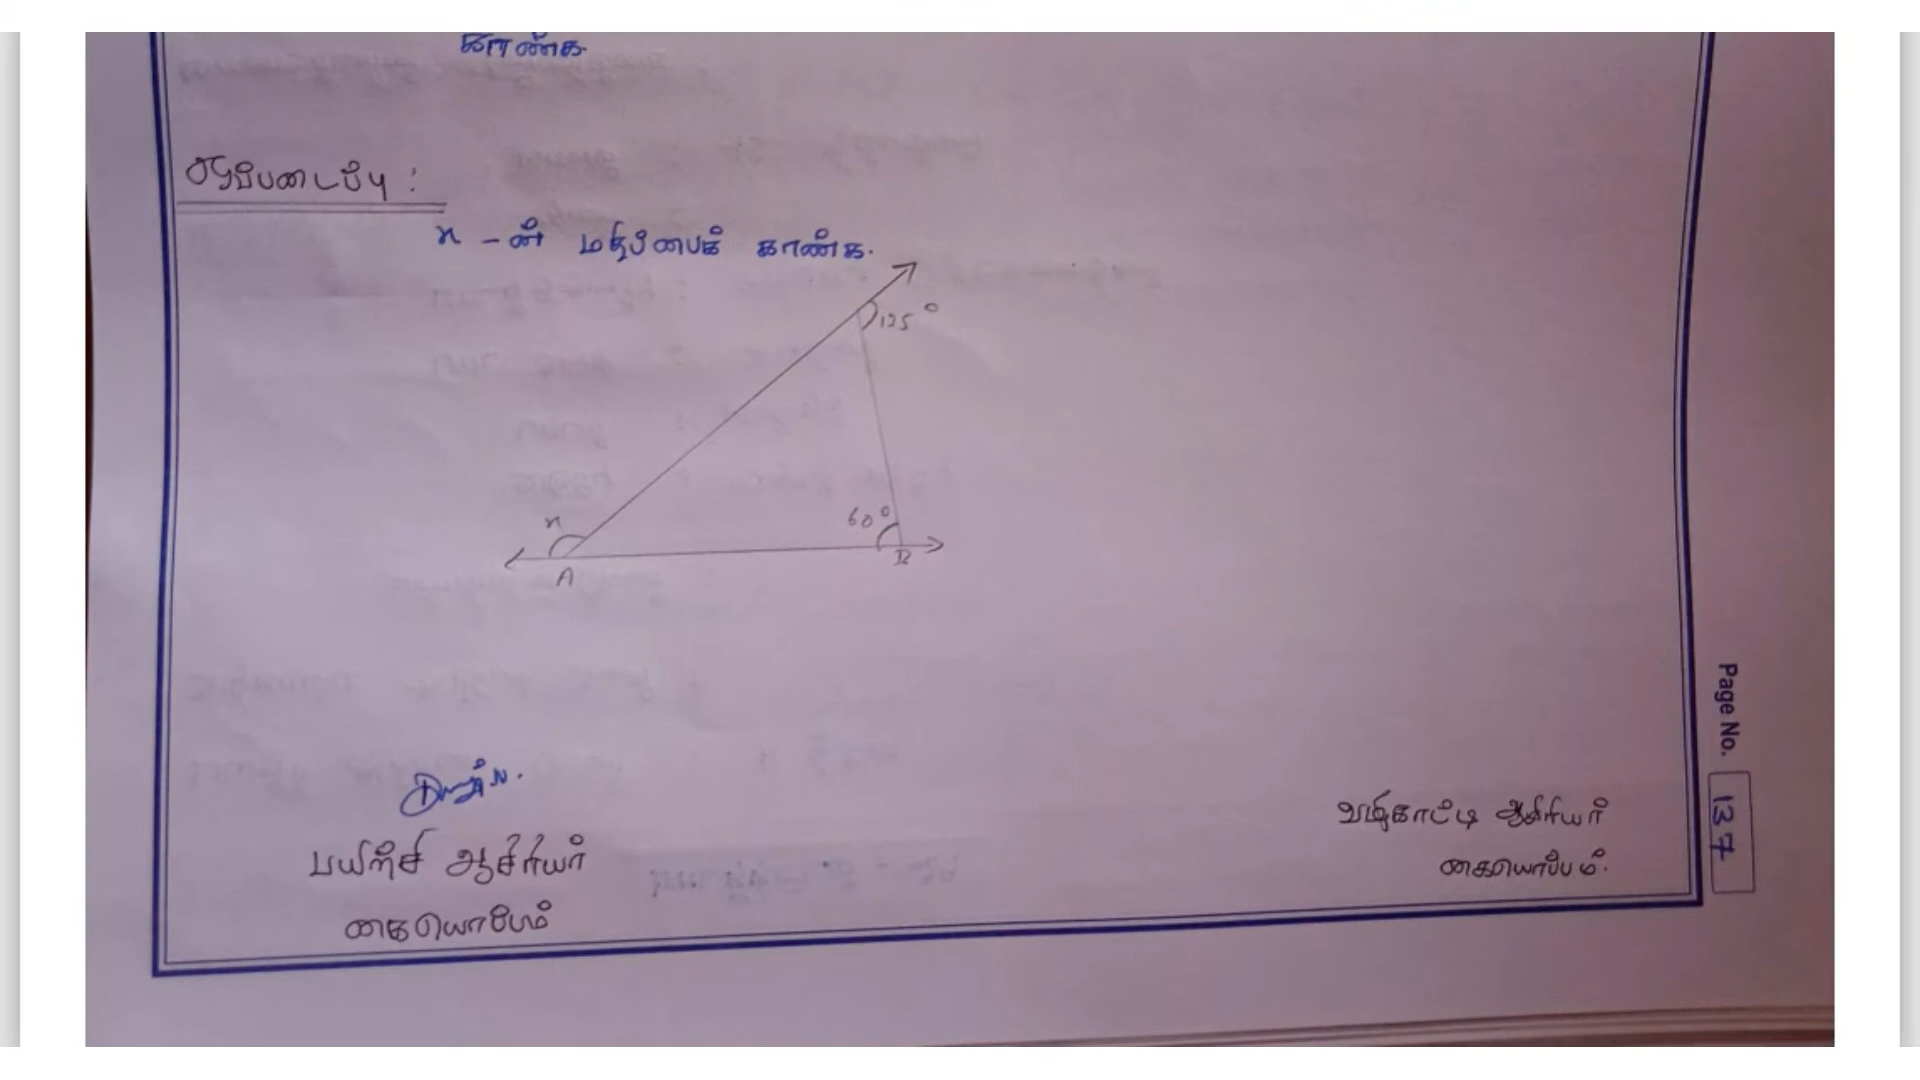 காண்க
ஒப்படைப்பு :
x - ன் மதிப்பைக் காண்க.
125°
x
60°
A
B
பயிற்சி ஆசிரியர்
கையொப்பம்
வழிகாட்டி ஆசிரியர்
கையொப்பம்.
Page No. 137